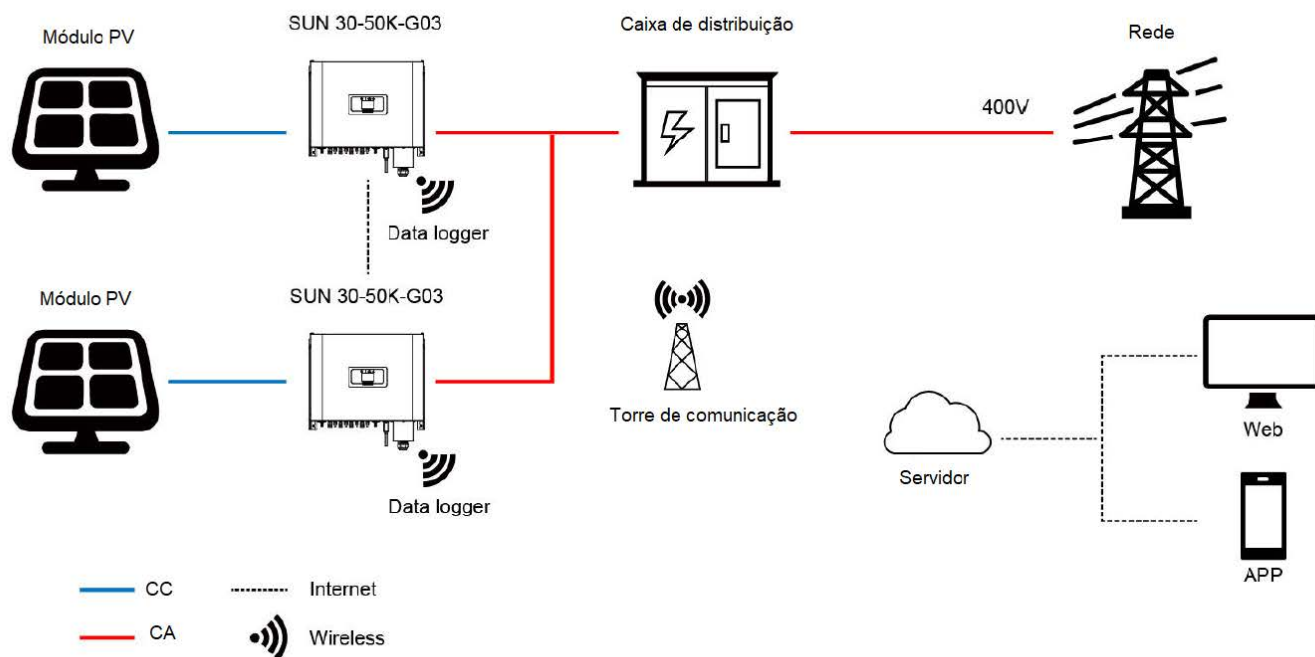 Módulo PV
SUN 30-50K-G03
Caixa de distribuição
Rede
400V
Data logger
Módulo PV
SUN 30-50K-G03
Torre de comunicação
Web
Servidor
Data logger
APP
CC
Internet
CA
Wireless